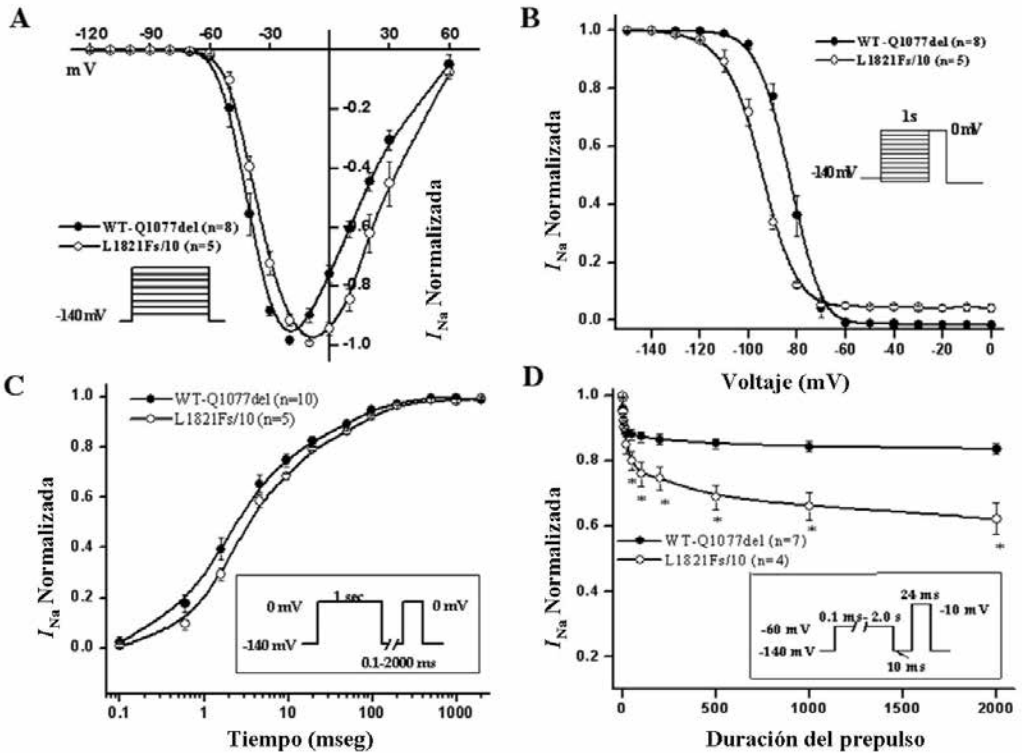 A
-120
-90
-60
-30
30
60
mV
-0.2
-0.4
-0.6
-0.8
-1.0
I Na Normalizada
WT-Q1077del (n=8)
L1821Fs/10 (n=5)
-140mV
B
1.0
0.8
0.6
0.4
0.2
0.0
I Na Normalizada
WT-Q1077del (n=8)
L1821Fs/10 (n=5)
1s
0mV
-140mV
-140
-120
-100
-80
-60
-40
-20
0
Voltaje (mV)
C
1.0
0.8
0.6
0.4
0.2
0.0
I Na Normalizada
WT-Q1077del (n=10)
L1821Fs/10 (n=5)
1 sec
0 mV
0 mV
-140 mV
0.1-2000 ms
0.1
1
10
100
1000
Tiempo (mseg)
D
1.0
0.8
0.6
0.4
0.2
I Na Normalizada
* * * * * *
WT-Q1077del (n=7)
L1821Fs/10 (n=4)
24 ms
0.1 ms- 2.0 s
-10 mV
-60 mV
-140 mV
10 ms
0
500
1000
1500
2000
Duración del prepulso